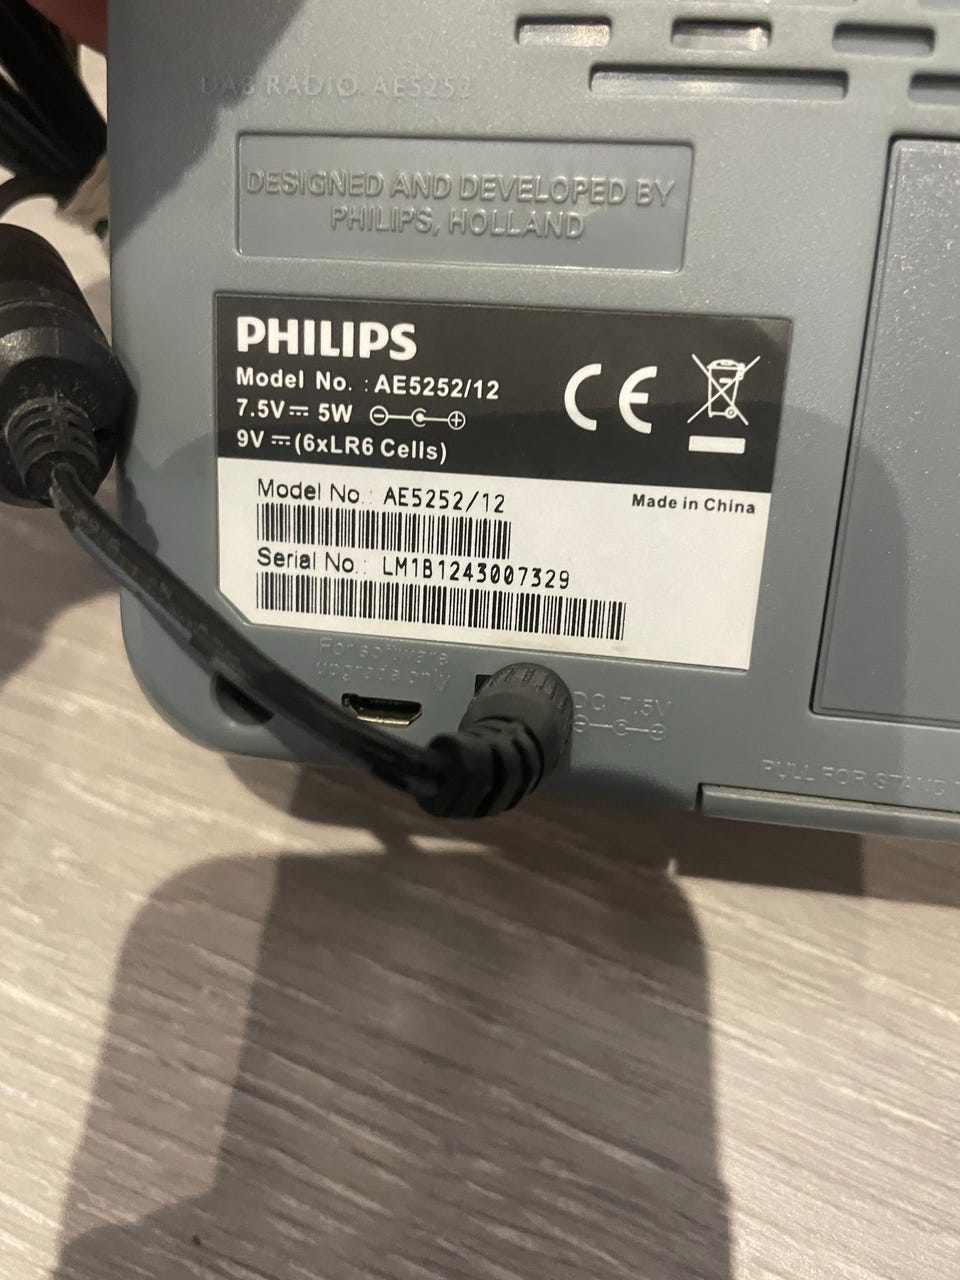 DAB RADIO AE5252
DESIGNED AND DEVELOPED BY
PHILIPS, HOLLAND
PHILIPS
Model No. : AE5252/12
7.5V⎓ 5W
9V ⎓(6xLR6 Cells)
Model No.: AE5252/12
Made in China
Serial No.: LM1B1243007329
For software
upgrade only
DC 7.5V
PULL FOR STAND